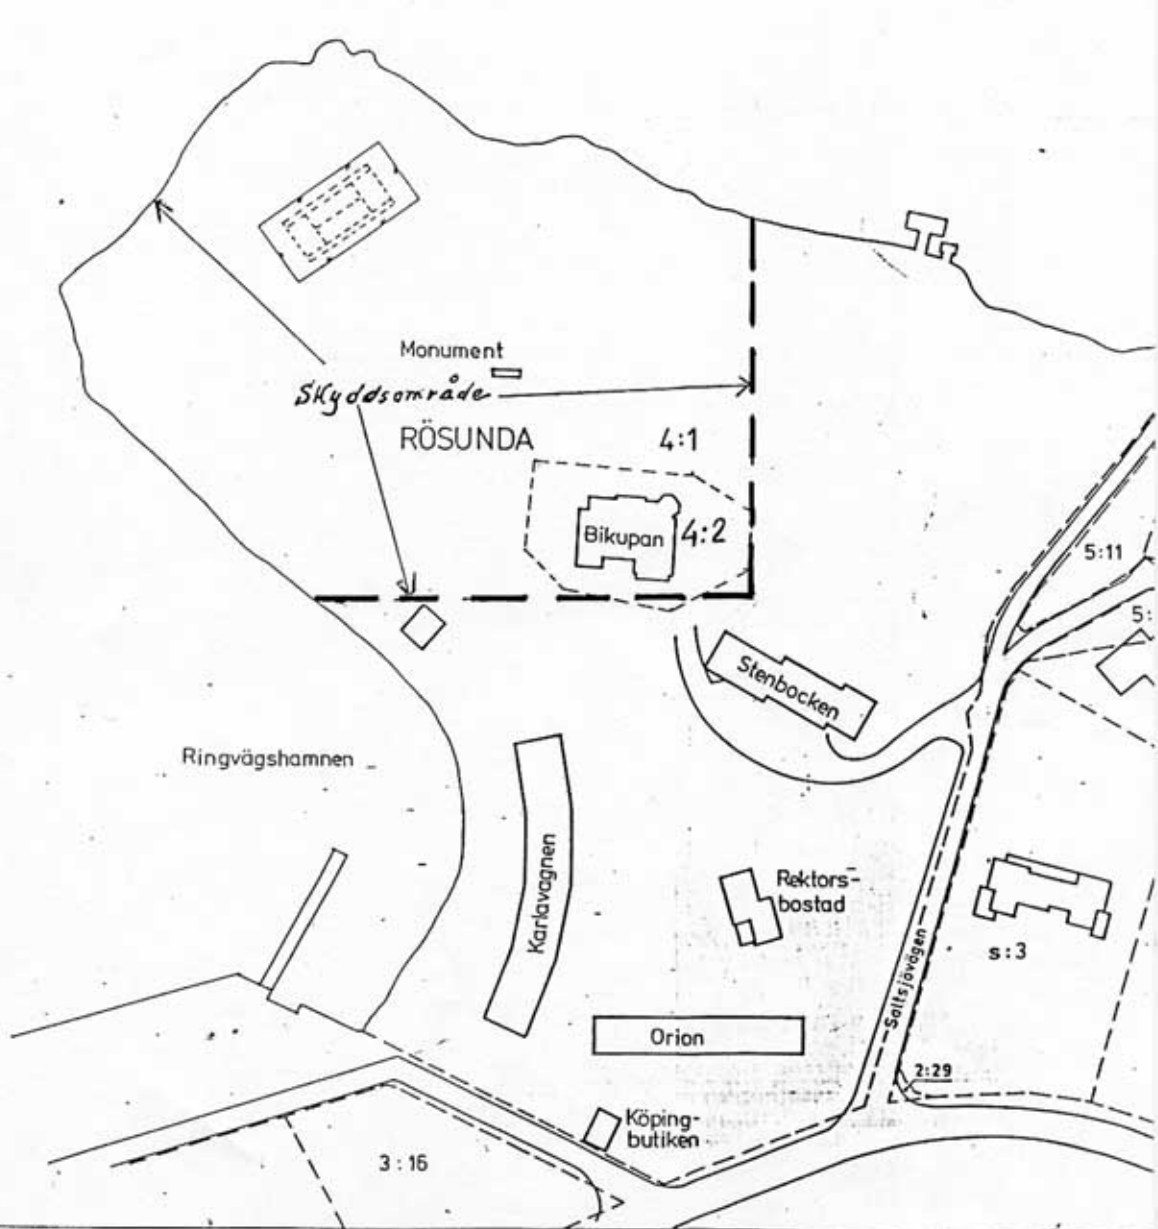 Monument
Skyddsområde
RÖSUNDA
4:1
Bikupan
4:2
5:11
5:
Stenbocken
Ringvägshamnen
Karlavagnen
Rektors-
bostad
s:3
Saltsjövägen
Orion
2:29
Köping-
butiken
3:16